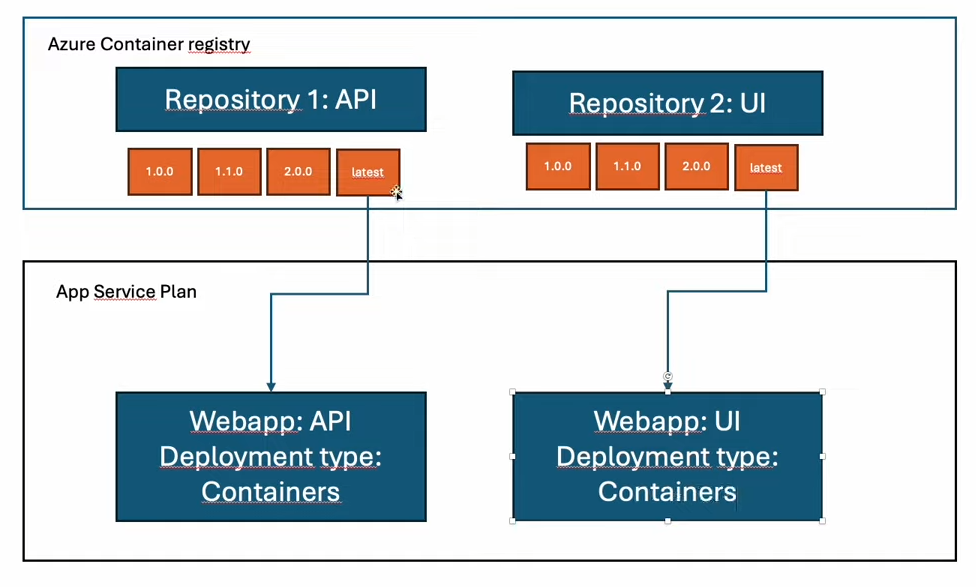 Azure Container registry
Repository 1: API
Repository 2: UI
1.0.0
1.1.0
2.0.0
latest
1.0.0
1.1.0
2.0.0
latest
App Service Plan
Webapp: API
Deployment type:
Containers
Webapp: UI
Deployment type:
Containers